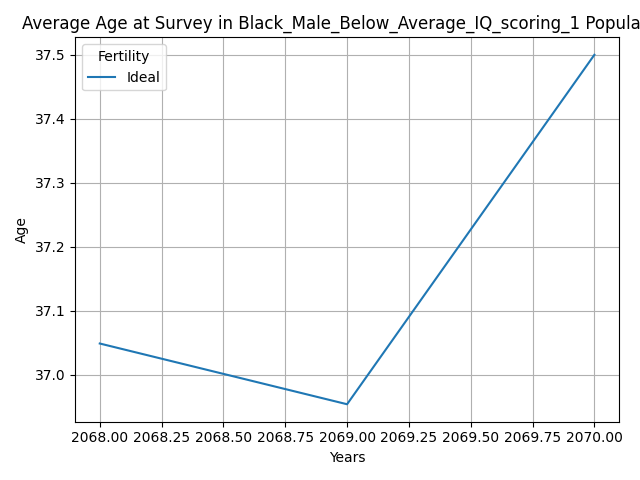 Average Age at Survey in Black_Male_Below_Average_IQ_scoring_1 Popula
Fertility
Ideal
37.5
37.4
37.3
37.2
37.1
37.0
Age
2068.00 2068.25 2068.50 2068.75 2069.00 2069.25 2069.50 2069.75 2070.00
Years